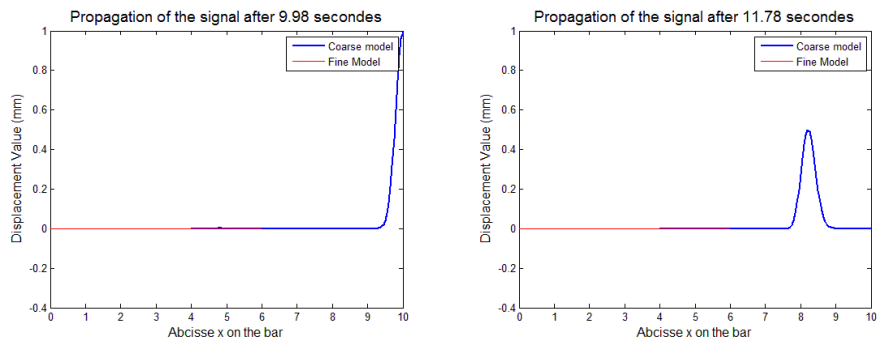 Propagation of the signal after 9.98 secondes
Displacement Value (mm)
1
0.8
0.6
0.4
0.2
0
-0.2
-0.4
Coarse model
Fine Model
0 1 2 3 4 5 6 7 8 9 10
Abcisse x on the bar
Propagation of the signal after 11.78 secondes
Displacement Value (mm)
1
0.8
0.6
0.4
0.2
0
-0.2
-0.4
Coarse model
Fine Model
0 1 2 3 4 5 6 7 8 9 10
Abcisse x on the bar